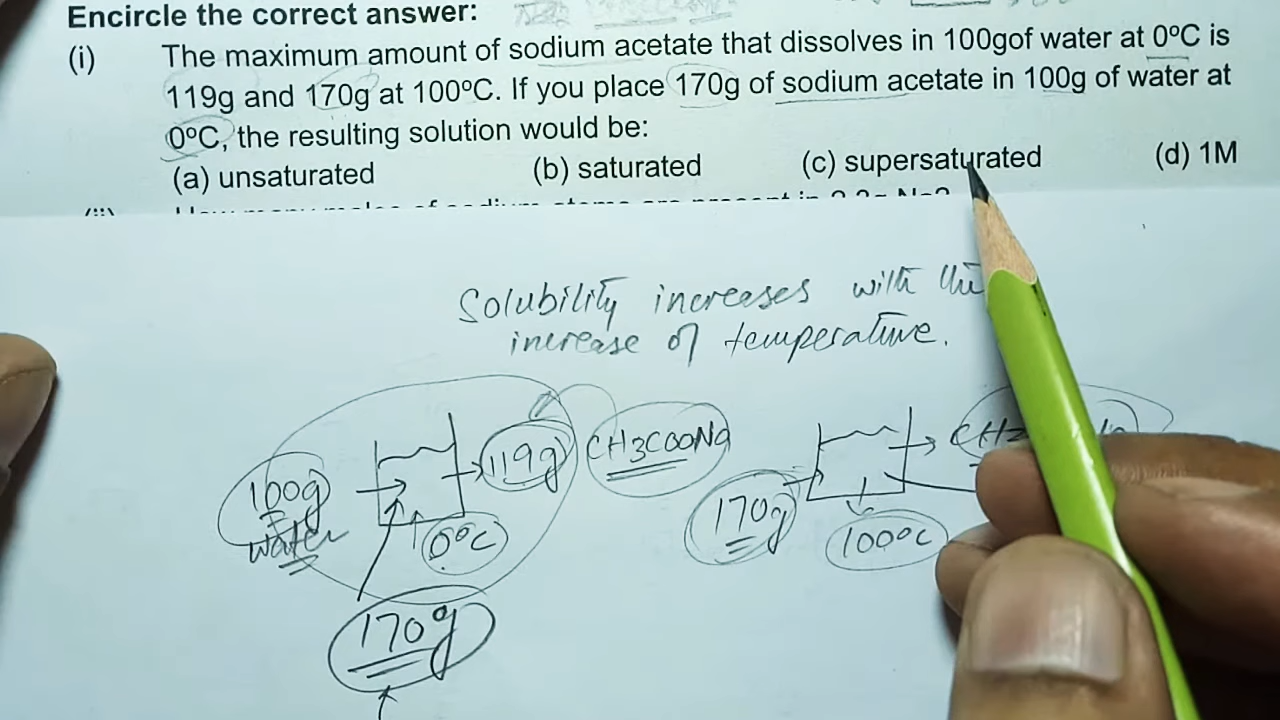 Encircle the correct answer:
(i) The maximum amount of sodium acetate that dissolves in 100gof water at 0ºC is
119g and 170g at 100ºC. If you place 170g of sodium acetate in 100g of water at
0ºC, the resulting solution would be:
(a) unsaturated (b) saturated (c) supersaturated (d) 1M
Solubility increases with the
increase of temperature.
100g water 119g CH3COONa 0ºC
170g 100ºC
170g